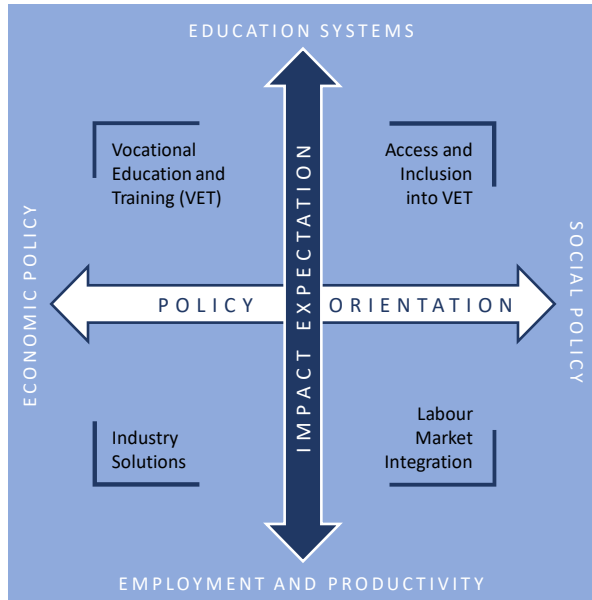 EDUCATION SYSTEMS
Vocational
Education and
Training (VET)
Access and
Inclusion
into VET
ECONOMIC POLICY
POLICY ORIENTATION
IMPACT EXPECTATION
SOCIAL POLICY
Industry
Solutions
Labour
Market
Integration
EMPLOYMENT AND PRODUCTIVITY